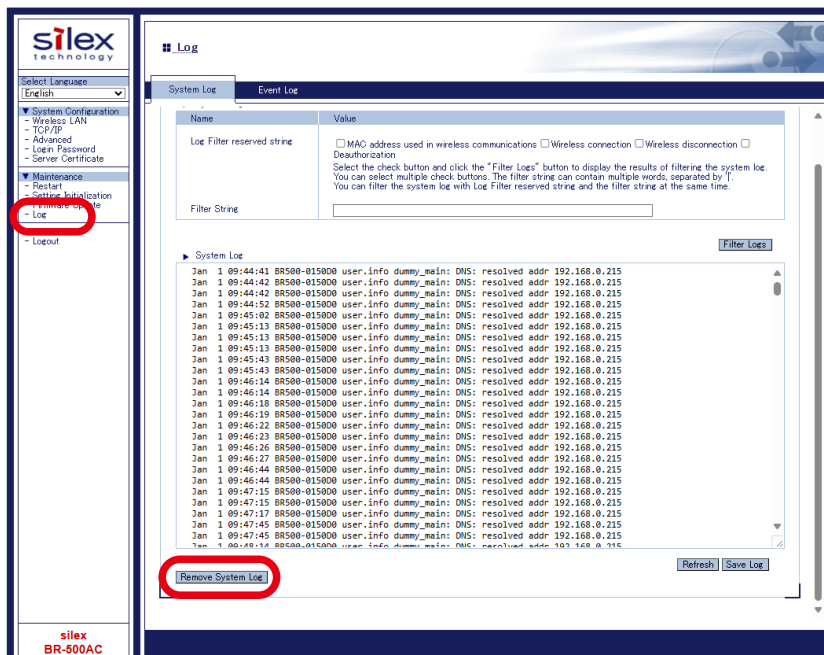 silex
technology
Select Language
English
▼ System Configuration
- Wireless LAN
- TCP/IP
- Advanced
- Login Password
- Server Certificate
▼ Maintenance
- Restart
- Setting Initialization
- Firmware Update
- Log
- Logout
silex
BR-500AC
Log
System Log Event Log
Name Value
Log Filter reserved string
MAC address used in wireless communications Wireless connection Wireless disconnection
Deauthorization
Select the check button and click the "Filter Logs" button to display the results of filtering the system log.
You can select multiple check buttons. The filter string can contain multiple words, separated by '|'.
You can filter the system log with Log Filter reserved string and the filter string at the same time.
Filter String
Filter Logs
▶ System Log
Jan 1 09:44:41 BR500-0150D0 user.info dummy_main: DNS: resolved addr 192.168.0.215
Jan 1 09:44:42 BR500-0150D0 user.info dummy_main: DNS: resolved addr 192.168.0.215
Jan 1 09:44:42 BR500-0150D0 user.info dummy_main: DNS: resolved addr 192.168.0.215
Jan 1 09:44:52 BR500-0150D0 user.info dummy_main: DNS: resolved addr 192.168.0.215
Jan 1 09:45:02 BR500-0150D0 user.info dummy_main: DNS: resolved addr 192.168.0.215
Jan 1 09:45:13 BR500-0150D0 user.info dummy_main: DNS: resolved addr 192.168.0.215
Jan 1 09:45:13 BR500-0150D0 user.info dummy_main: DNS: resolved addr 192.168.0.215
Jan 1 09:45:13 BR500-0150D0 user.info dummy_main: DNS: resolved addr 192.168.0.215
Jan 1 09:45:43 BR500-0150D0 user.info dummy_main: DNS: resolved addr 192.168.0.215
Jan 1 09:45:43 BR500-0150D0 user.info dummy_main: DNS: resolved addr 192.168.0.215
Jan 1 09:46:14 BR500-0150D0 user.info dummy_main: DNS: resolved addr 192.168.0.215
Jan 1 09:46:14 BR500-0150D0 user.info dummy_main: DNS: resolved addr 192.168.0.215
Jan 1 09:46:18 BR500-0150D0 user.info dummy_main: DNS: resolved addr 192.168.0.215
Jan 1 09:46:19 BR500-0150D0 user.info dummy_main: DNS: resolved addr 192.168.0.215
Jan 1 09:46:22 BR500-0150D0 user.info dummy_main: DNS: resolved addr 192.168.0.215
Jan 1 09:46:23 BR500-0150D0 user.info dummy_main: DNS: resolved addr 192.168.0.215
Jan 1 09:46:26 BR500-0150D0 user.info dummy_main: DNS: resolved addr 192.168.0.215
Jan 1 09:46:27 BR500-0150D0 user.info dummy_main: DNS: resolved addr 192.168.0.215
Jan 1 09:46:44 BR500-0150D0 user.info dummy_main: DNS: resolved addr 192.168.0.215
Jan 1 09:46:44 BR500-0150D0 user.info dummy_main: DNS: resolved addr 192.168.0.215
Jan 1 09:47:15 BR500-0150D0 user.info dummy_main: DNS: resolved addr 192.168.0.215
Jan 1 09:47:15 BR500-0150D0 user.info dummy_main: DNS: resolved addr 192.168.0.215
Jan 1 09:47:17 BR500-0150D0 user.info dummy_main: DNS: resolved addr 192.168.0.215
Jan 1 09:47:45 BR500-0150D0 user.info dummy_main: DNS: resolved addr 192.168.0.215
Jan 1 09:47:45 BR500-0150D0 user.info dummy_main: DNS: resolved addr 192.168.0.215
Jan 1 09:48:14 BR500-0150D0 user.info dummy_main: DNS: resolved addr 192.168.0.215
Refresh Save Log
Remove System Log